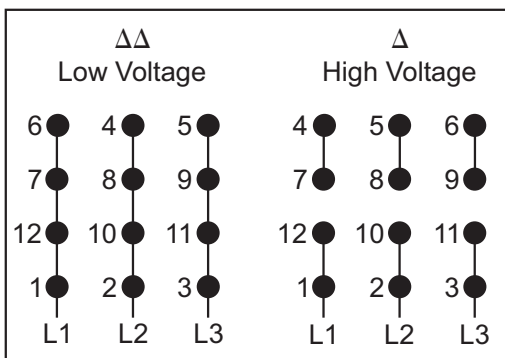 ΔΔ Δ
Low Voltage High Voltage
6 4 5 4 5 6
7 8 9 7 8 9
12 10 11 12 10 11
1 2 3 1 2 3
L1 L2 L3 L1 L2 L3